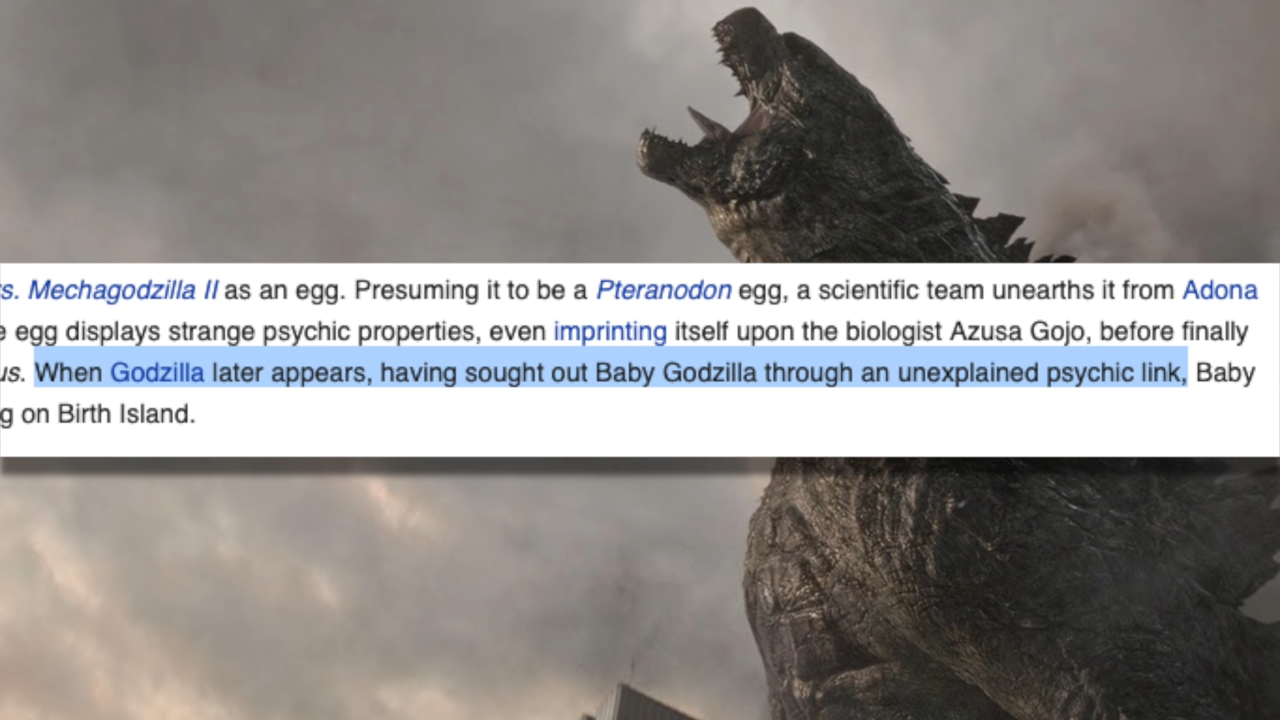 s. Mechagodzilla II as an egg. Presuming it to be a Pteranodon egg, a scientific team unearths it from Adona
e egg displays strange psychic properties, even imprinting itself upon the biologist Azusa Gojo, before finally
us. When Godzilla later appears, having sought out Baby Godzilla through an unexplained psychic link, Baby
g on Birth Island.